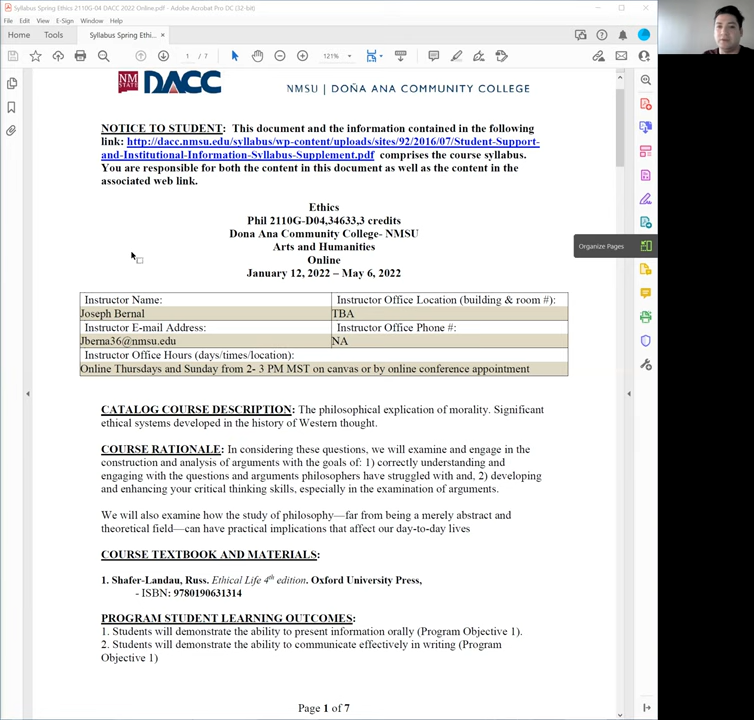 Syllabus Spring Ethics 2110G-04 DACC 2022 Online.pdf - Adobe Acrobat Pro DC (32-bit)
File Edit View E-Sign Window Help
Home Tools Syllabus Spring Ethi... ×
1 / 7 121%
NM STATE DACC NMSU | DOÑA ANA COMMUNITY COLLEGE
NOTICE TO STUDENT: This document and the information contained in the following
link: http://dacc.nmsu.edu/syllabus/wp-content/uploads/sites/92/2016/07/Student-Support-
and-Institutional-Information-Syllabus-Supplement.pdf comprises the course syllabus.
You are responsible for both the content in this document as well as the content in the
associated web link.
Ethics
Phil 2110G-D04,34633,3 credits
Dona Ana Community College- NMSU
Arts and Humanities
Online
January 12, 2022 – May 6, 2022
Organize Pages
Instructor Name: Instructor Office Location (building & room #):
Joseph Bernal TBA
Instructor E-mail Address: Instructor Office Phone #:
Jberna36@nmsu.edu NA
Instructor Office Hours (days/times/location):
Online Thursdays and Sunday from 2- 3 PM MST on canvas or by online conference appointment
CATALOG COURSE DESCRIPTION: The philosophical explication of morality. Significant
ethical systems developed in the history of Western thought.
COURSE RATIONALE: In considering these questions, we will examine and engage in the
construction and analysis of arguments with the goals of: 1) correctly understanding and
engaging with the questions and arguments philosophers have struggled with and, 2) developing
and enhancing your critical thinking skills, especially in the examination of arguments.
We will also examine how the study of philosophy—far from being a merely abstract and
theoretical field—can have practical implications that affect our day-to-day lives
COURSE TEXTBOOK AND MATERIALS:
1. Shafer-Landau, Russ. Ethical Life 4th edition. Oxford University Press,
- ISBN: 9780190631314
PROGRAM STUDENT LEARNING OUTCOMES:
1. Students will demonstrate the ability to present information orally (Program Objective 1).
2. Students will demonstrate the ability to communicate effectively in writing (Program
Objective 1)
Page 1 of 7